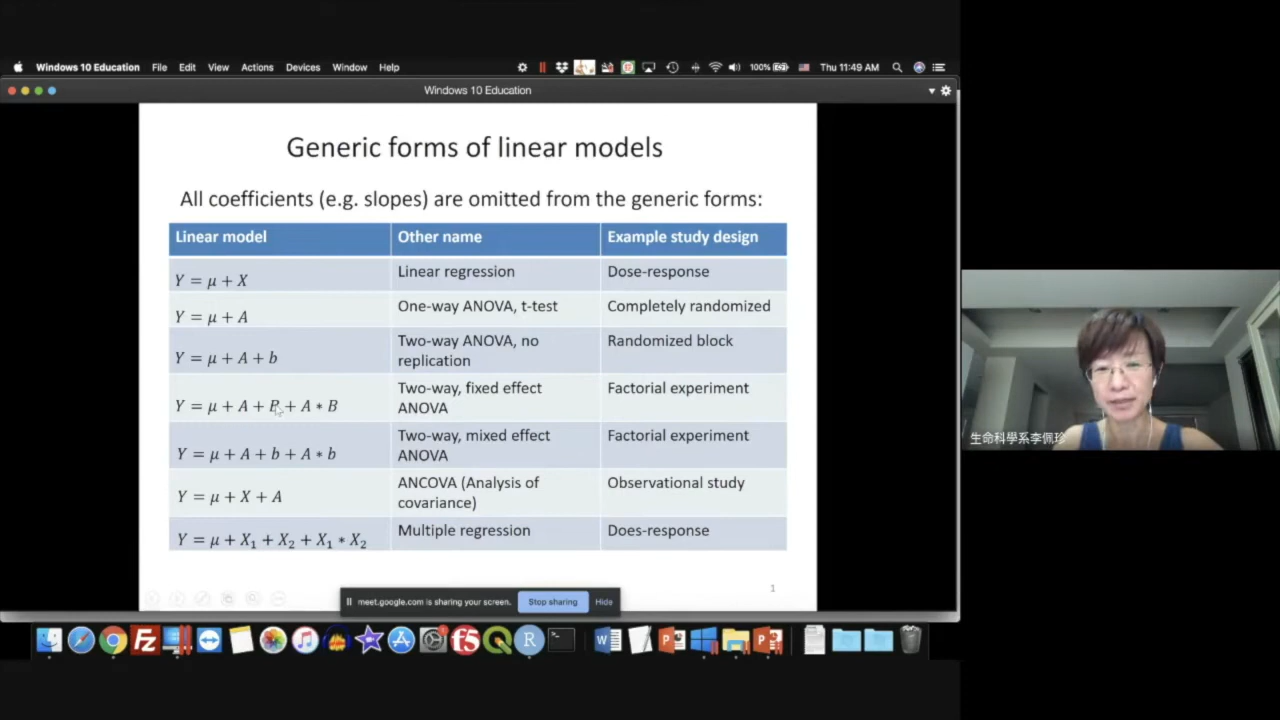 Windows 10 Education File Edit View Actions Devices Window Help 100% Thu 11:49 AM
Windows 10 Education
Generic forms of linear models
All coefficients (e.g. slopes) are omitted from the generic forms:
Linear model Other name Example study design
Y = μ + X Linear regression Dose-response
Y = μ + A One-way ANOVA, t-test Completely randomized
Y = μ + A + b Two-way ANOVA, no Randomized block
replication
Y = μ + A + B + A ∗ B Two-way, fixed effect Factorial experiment
ANOVA
Y = μ + A + b + A ∗ b Two-way, mixed effect Factorial experiment
ANOVA
Y = μ + X + A ANCOVA (Analysis of Observational study
covariance)
Y = μ + X₁ + X₂ + X₁ ∗ X₂ Multiple regression Does-response
1
meet.google.com is sharing your screen. Stop sharing Hide
生命科學系李佩珍
FZ f5 Q R W P P